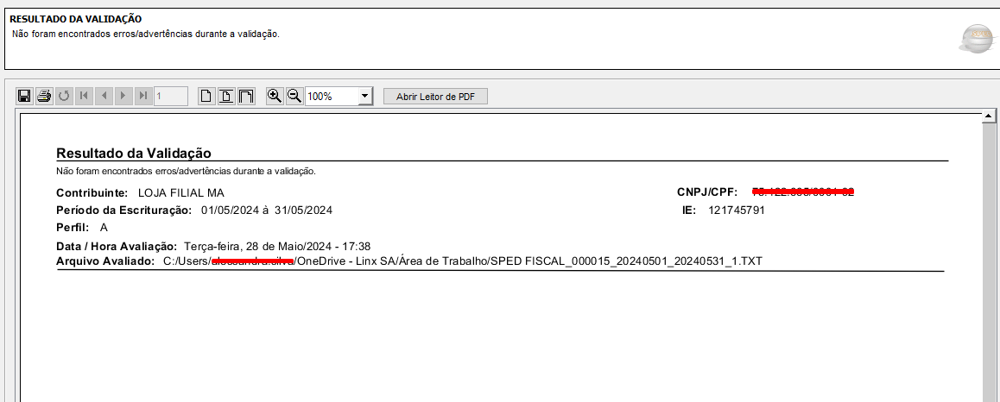 RESULTADO DA VALIDAÇÃO
Não foram encontrados erros/advertências durante a validação.
1
100%
Abrir Leitor de PDF
Resultado da Validação
Não foram encontrados erros/advertências durante a validação.
Contribuinte: LOJA FILIAL MA CNPJ/CPF:
Período da Escrituração: 01/05/2024 à 31/05/2024 IE: 121745791
Perfil: A
Data / Hora Avaliação: Terça-feira, 28 de Maio/2024 - 17:38
Arquivo Avaliado: C:/Users/ /OneDrive - Linx SA/Área de Trabalho/SPED FISCAL_000015_20240501_20240531_1.TXT